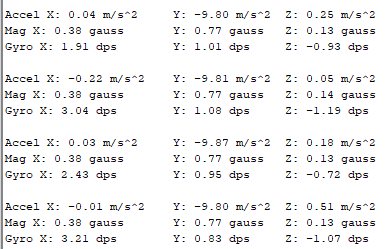 Accel X: 0.04 m/s^2 Y: -9.80 m/s^2 Z: 0.25 m/s^2
Mag X: 0.38 gauss Y: 0.77 gauss Z: 0.13 gauss
Gyro X: 1.91 dps Y: 1.01 dps Z: -0.93 dps
Accel X: -0.22 m/s^2 Y: -9.81 m/s^2 Z: 0.05 m/s^2
Mag X: 0.38 gauss Y: 0.77 gauss Z: 0.14 gauss
Gyro X: 3.04 dps Y: 1.08 dps Z: -1.19 dps
Accel X: 0.03 m/s^2 Y: -9.87 m/s^2 Z: 0.18 m/s^2
Mag X: 0.38 gauss Y: 0.77 gauss Z: 0.13 gauss
Gyro X: 2.43 dps Y: 0.95 dps Z: -0.72 dps
Accel X: -0.01 m/s^2 Y: -9.80 m/s^2 Z: 0.51 m/s^2
Mag X: 0.38 gauss Y: 0.77 gauss Z: 0.13 gauss
Gyro X: 3.21 dps Y: 0.83 dps Z: -1.07 dps